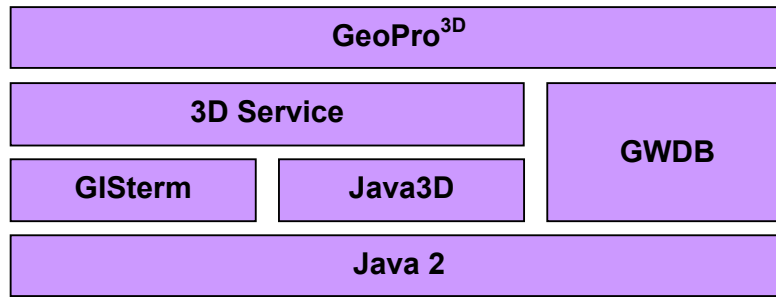 GeoPro3D
3D Service
GWDB
GISterm
Java3D
Java 2